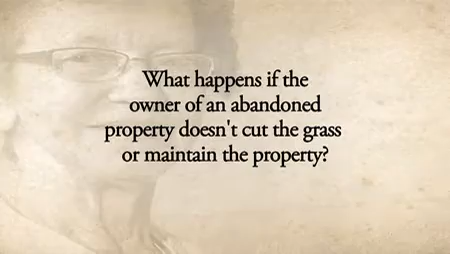 What happens if the
owner of an abandoned
property doesn't cut the grass
or maintain the property?